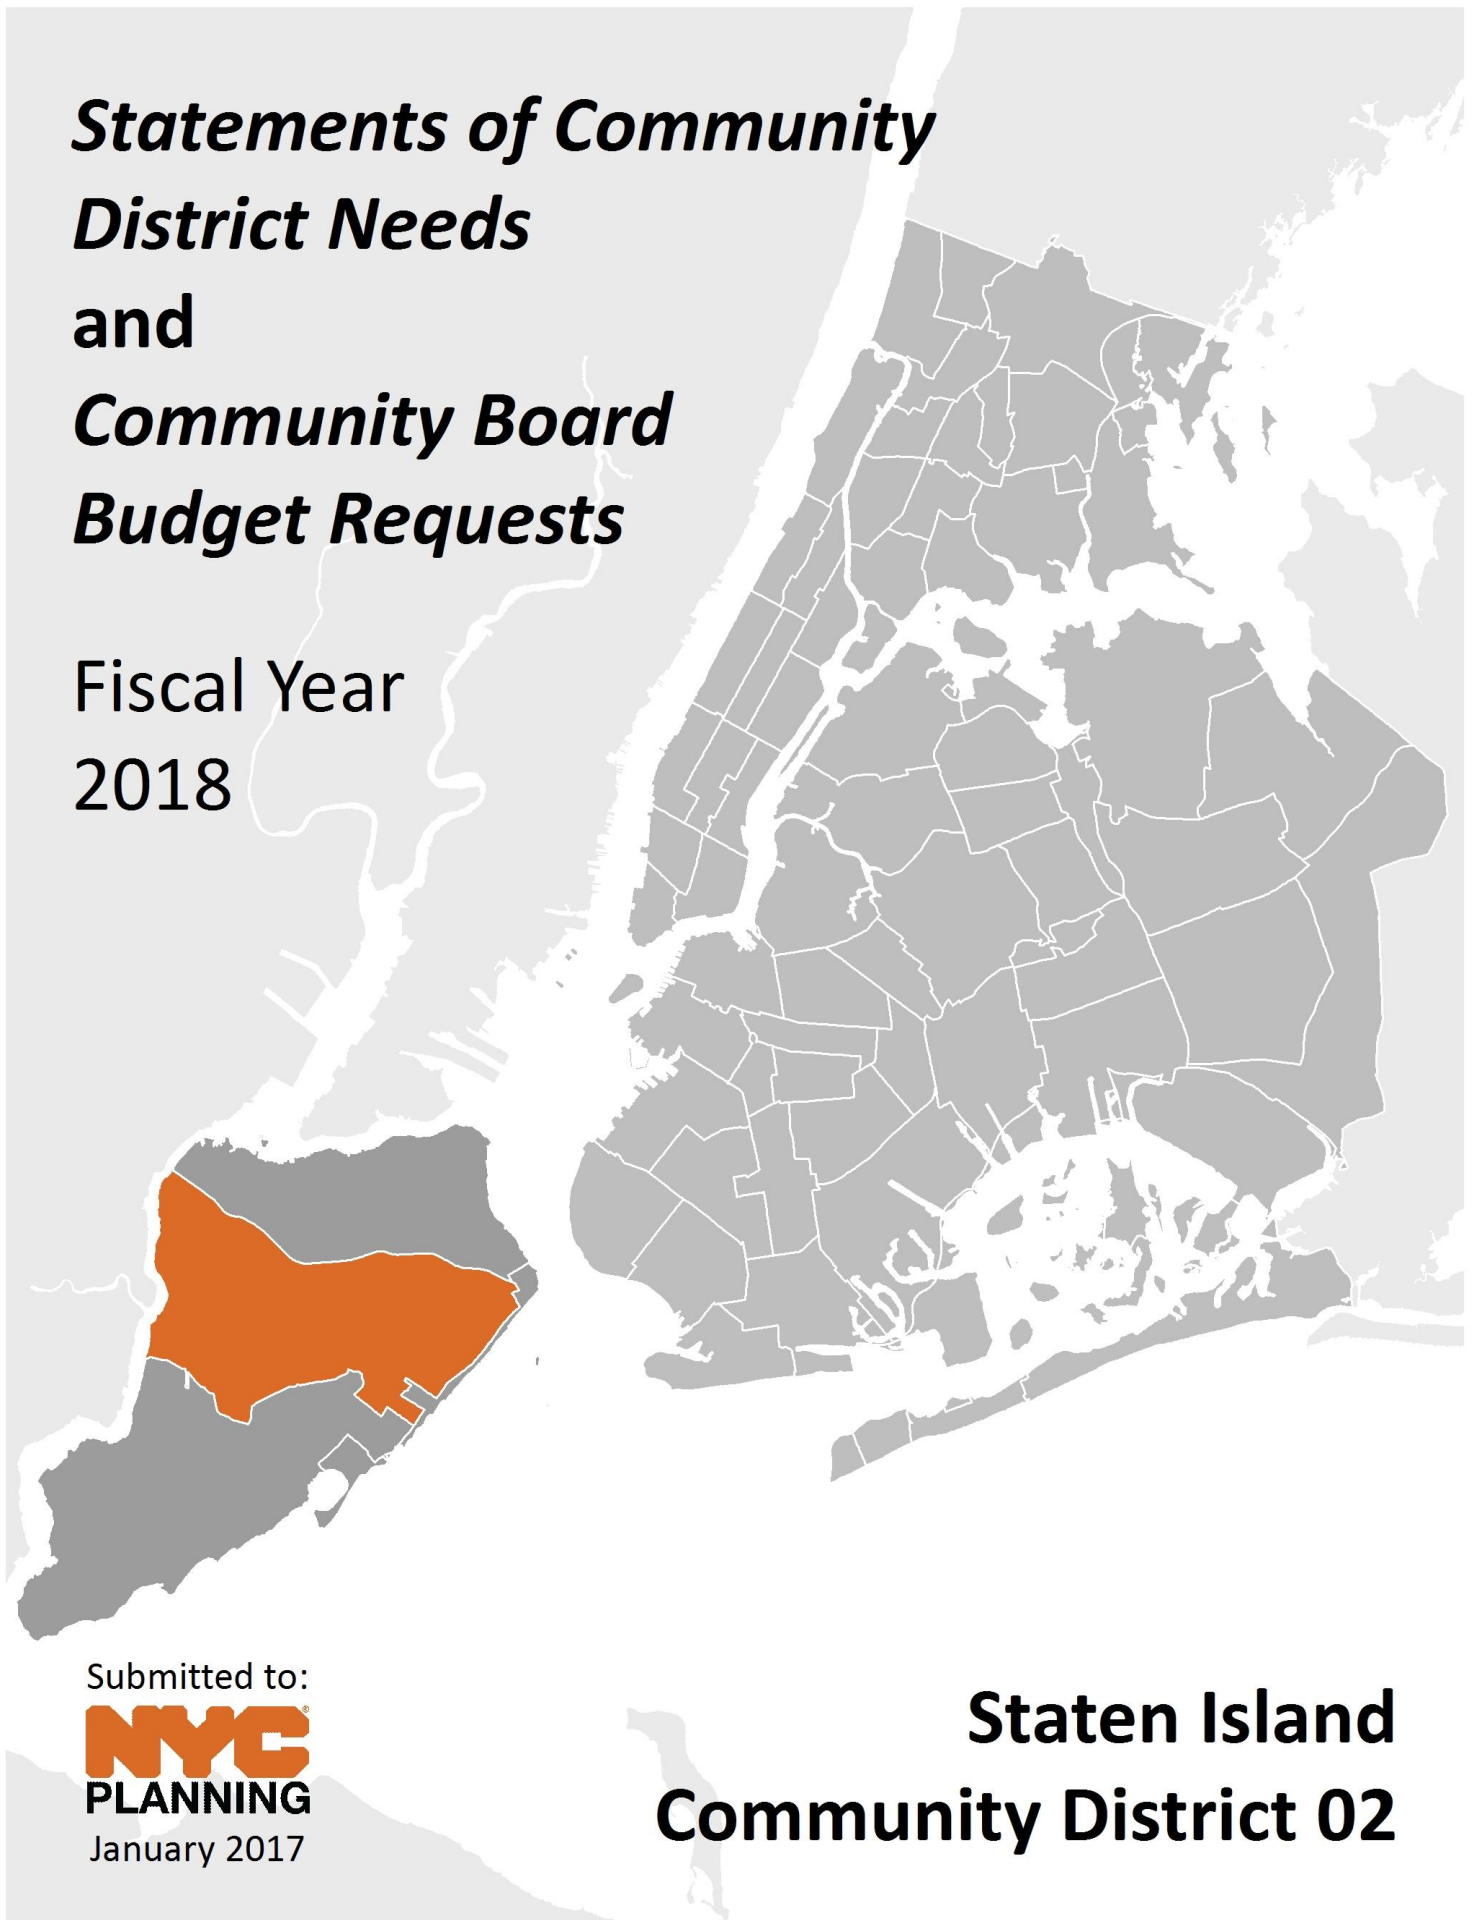 Statements of Community
District Needs
and
Community Board
Budget Requests
Fiscal Year
2018
Submitted to:
NYC®
PLANNING
January 2017
Staten Island
Community District 02